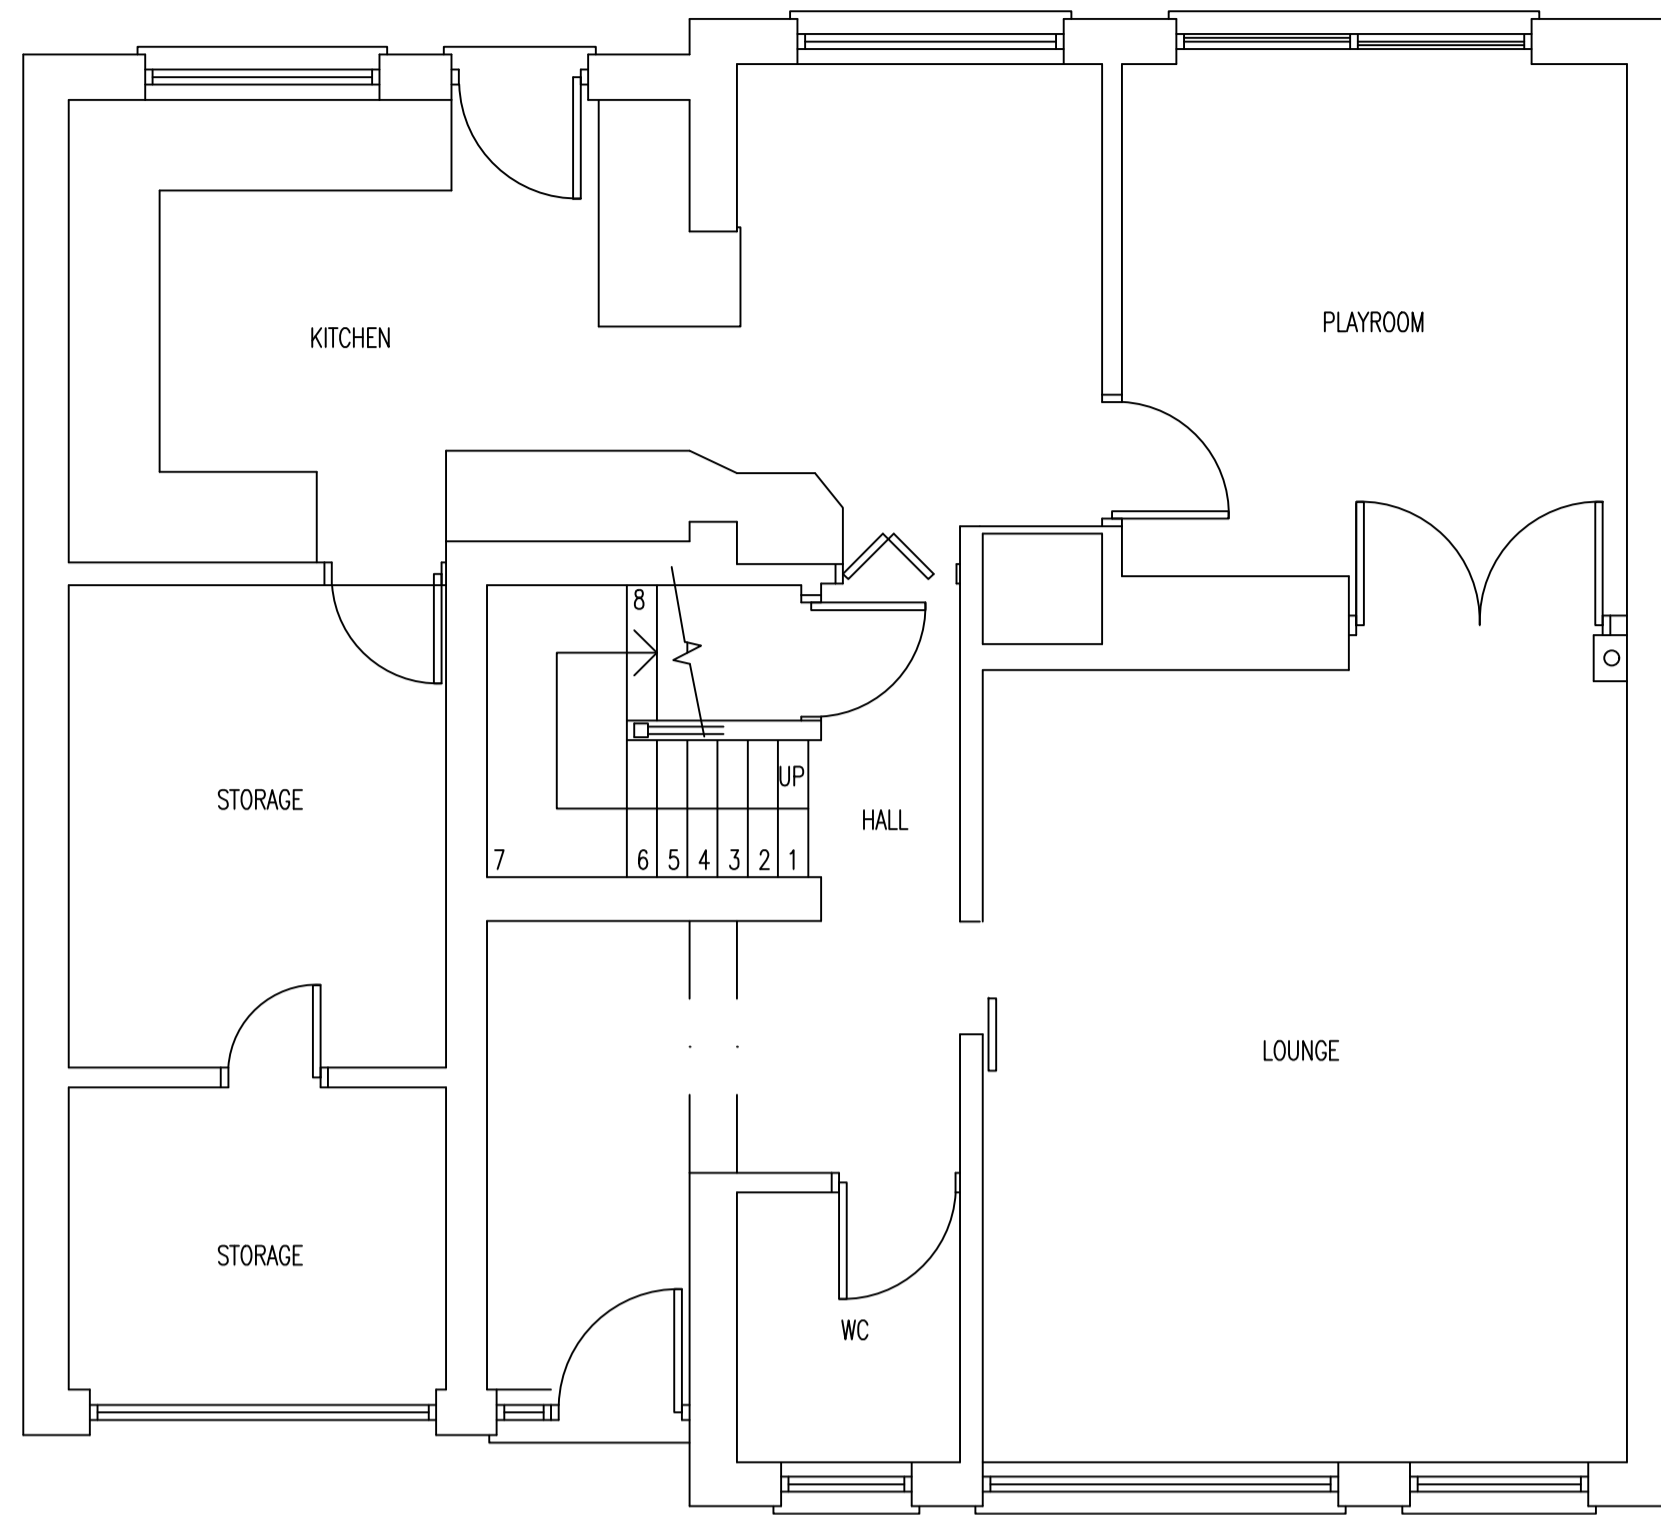 KITCHEN
PLAYROOM
8
STORAGE
UP
HALL
7 6 5 4 3 2 1
LOUNGE
STORAGE
WC